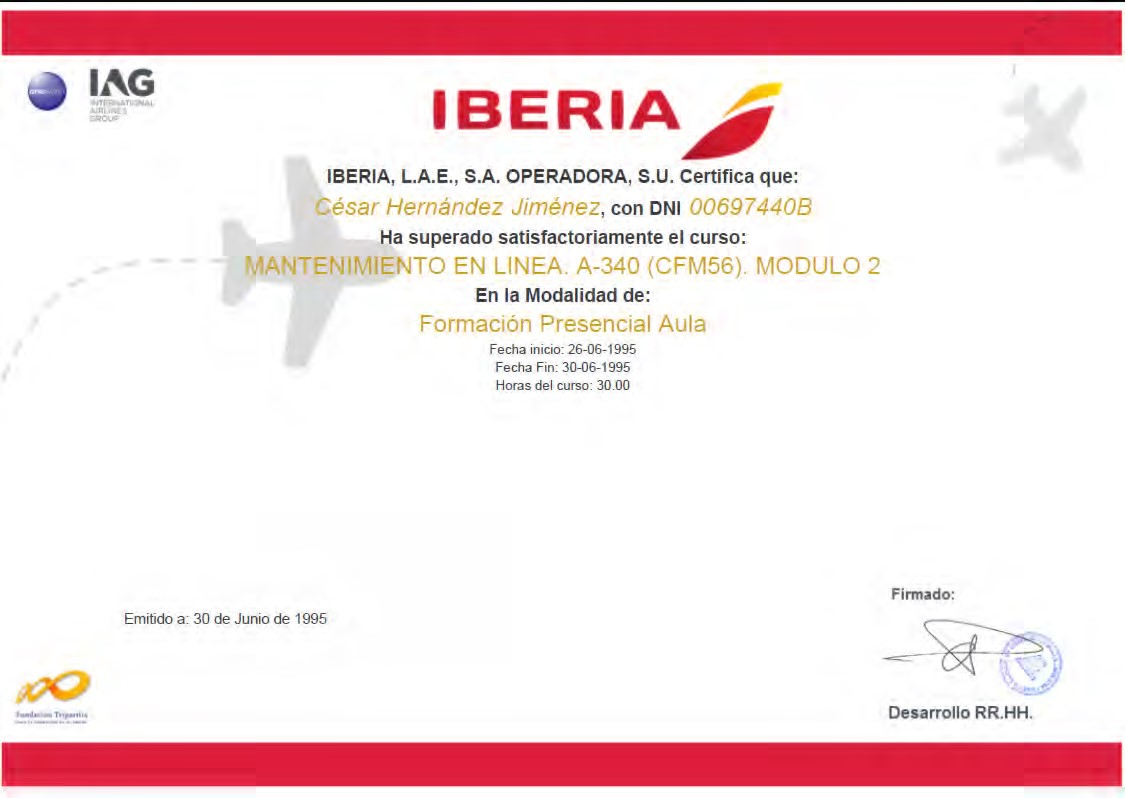 IAG
INTERNATIONAL
AIRLINES
GROUP
IBERIA
IBERIA, L.A.E., S.A. OPERADORA, S.U. Certifica que:
César Hernández Jiménez, con DNI 00697440B
Ha superado satisfactoriamente el curso:
MANTENIMIENTO EN LINEA. A-340 (CFM56). MODULO 2
En la Modalidad de:
Formación Presencial Aula
Fecha inicio: 26-06-1995
Fecha Fin: 30-06-1995
Horas del curso: 30.00
Firmado:
Emitido a: 30 de Junio de 1995
Fundación Tripartita
Desarrollo RR.HH.